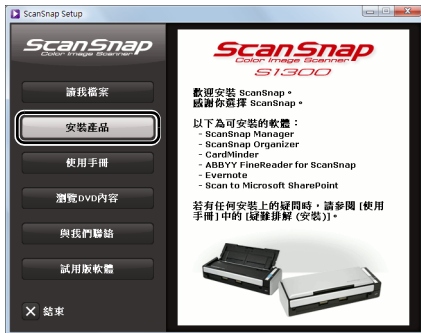 ScanSnap Setup
ScanSnap
Color Image Scanner
讀我檔案
安裝產品
使用手冊
瀏覽DVD內容
與我們聯絡
試用版軟體
結束
ScanSnap
Color Image Scanner
S1300
歡迎安裝 ScanSnap。
感謝你選擇 ScanSnap。
以下為可安裝的軟體：
- ScanSnap Manager
- ScanSnap Organizer
- CardMinder
- ABBYY FineReader for ScanSnap
- Evernote
- Scan to Microsoft SharePoint
若有任何安裝上的疑問時，請參閱 [使用
手冊] 中的 [疑難排解 (安裝)]。